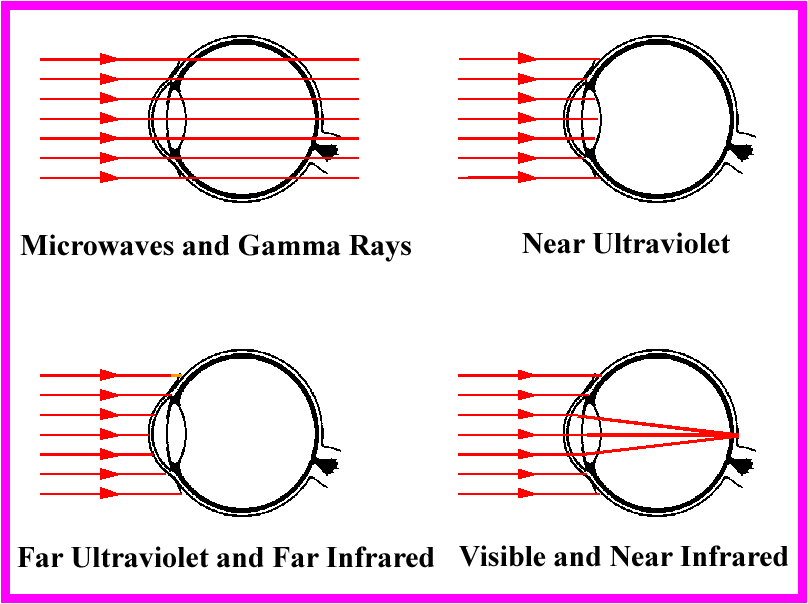 Microwaves and Gamma Rays
Near Ultraviolet
Far Ultraviolet and Far Infrared
Visible and Near Infrared